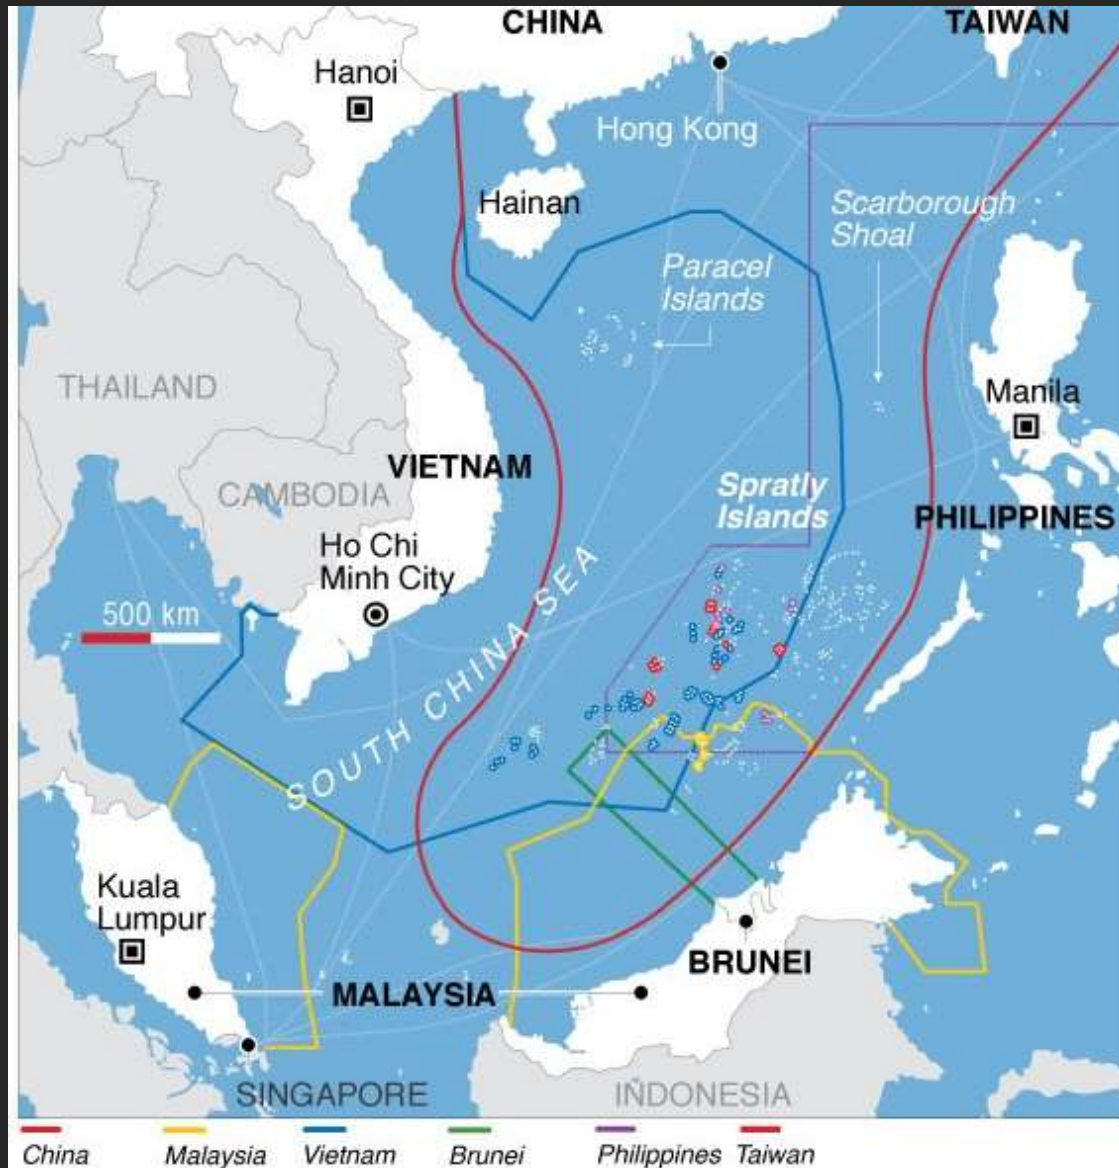 CHINA
TAIWAN
Hanoi
Hong Kong
Hainan
Scarborough
Shoal
Paracel
Islands
THAILAND
Manila
VIETNAM
CAMBODIA
Spratly
Islands
PHILIPPINES
Ho Chi
Minh City
500 km
SOUTH CHINA SEA
Kuala
Lumpur
BRUNEI
MALAYSIA
SINGAPORE
INDONESIA
China
Malaysia
Vietnam
Brunei
Philippines
Taiwan